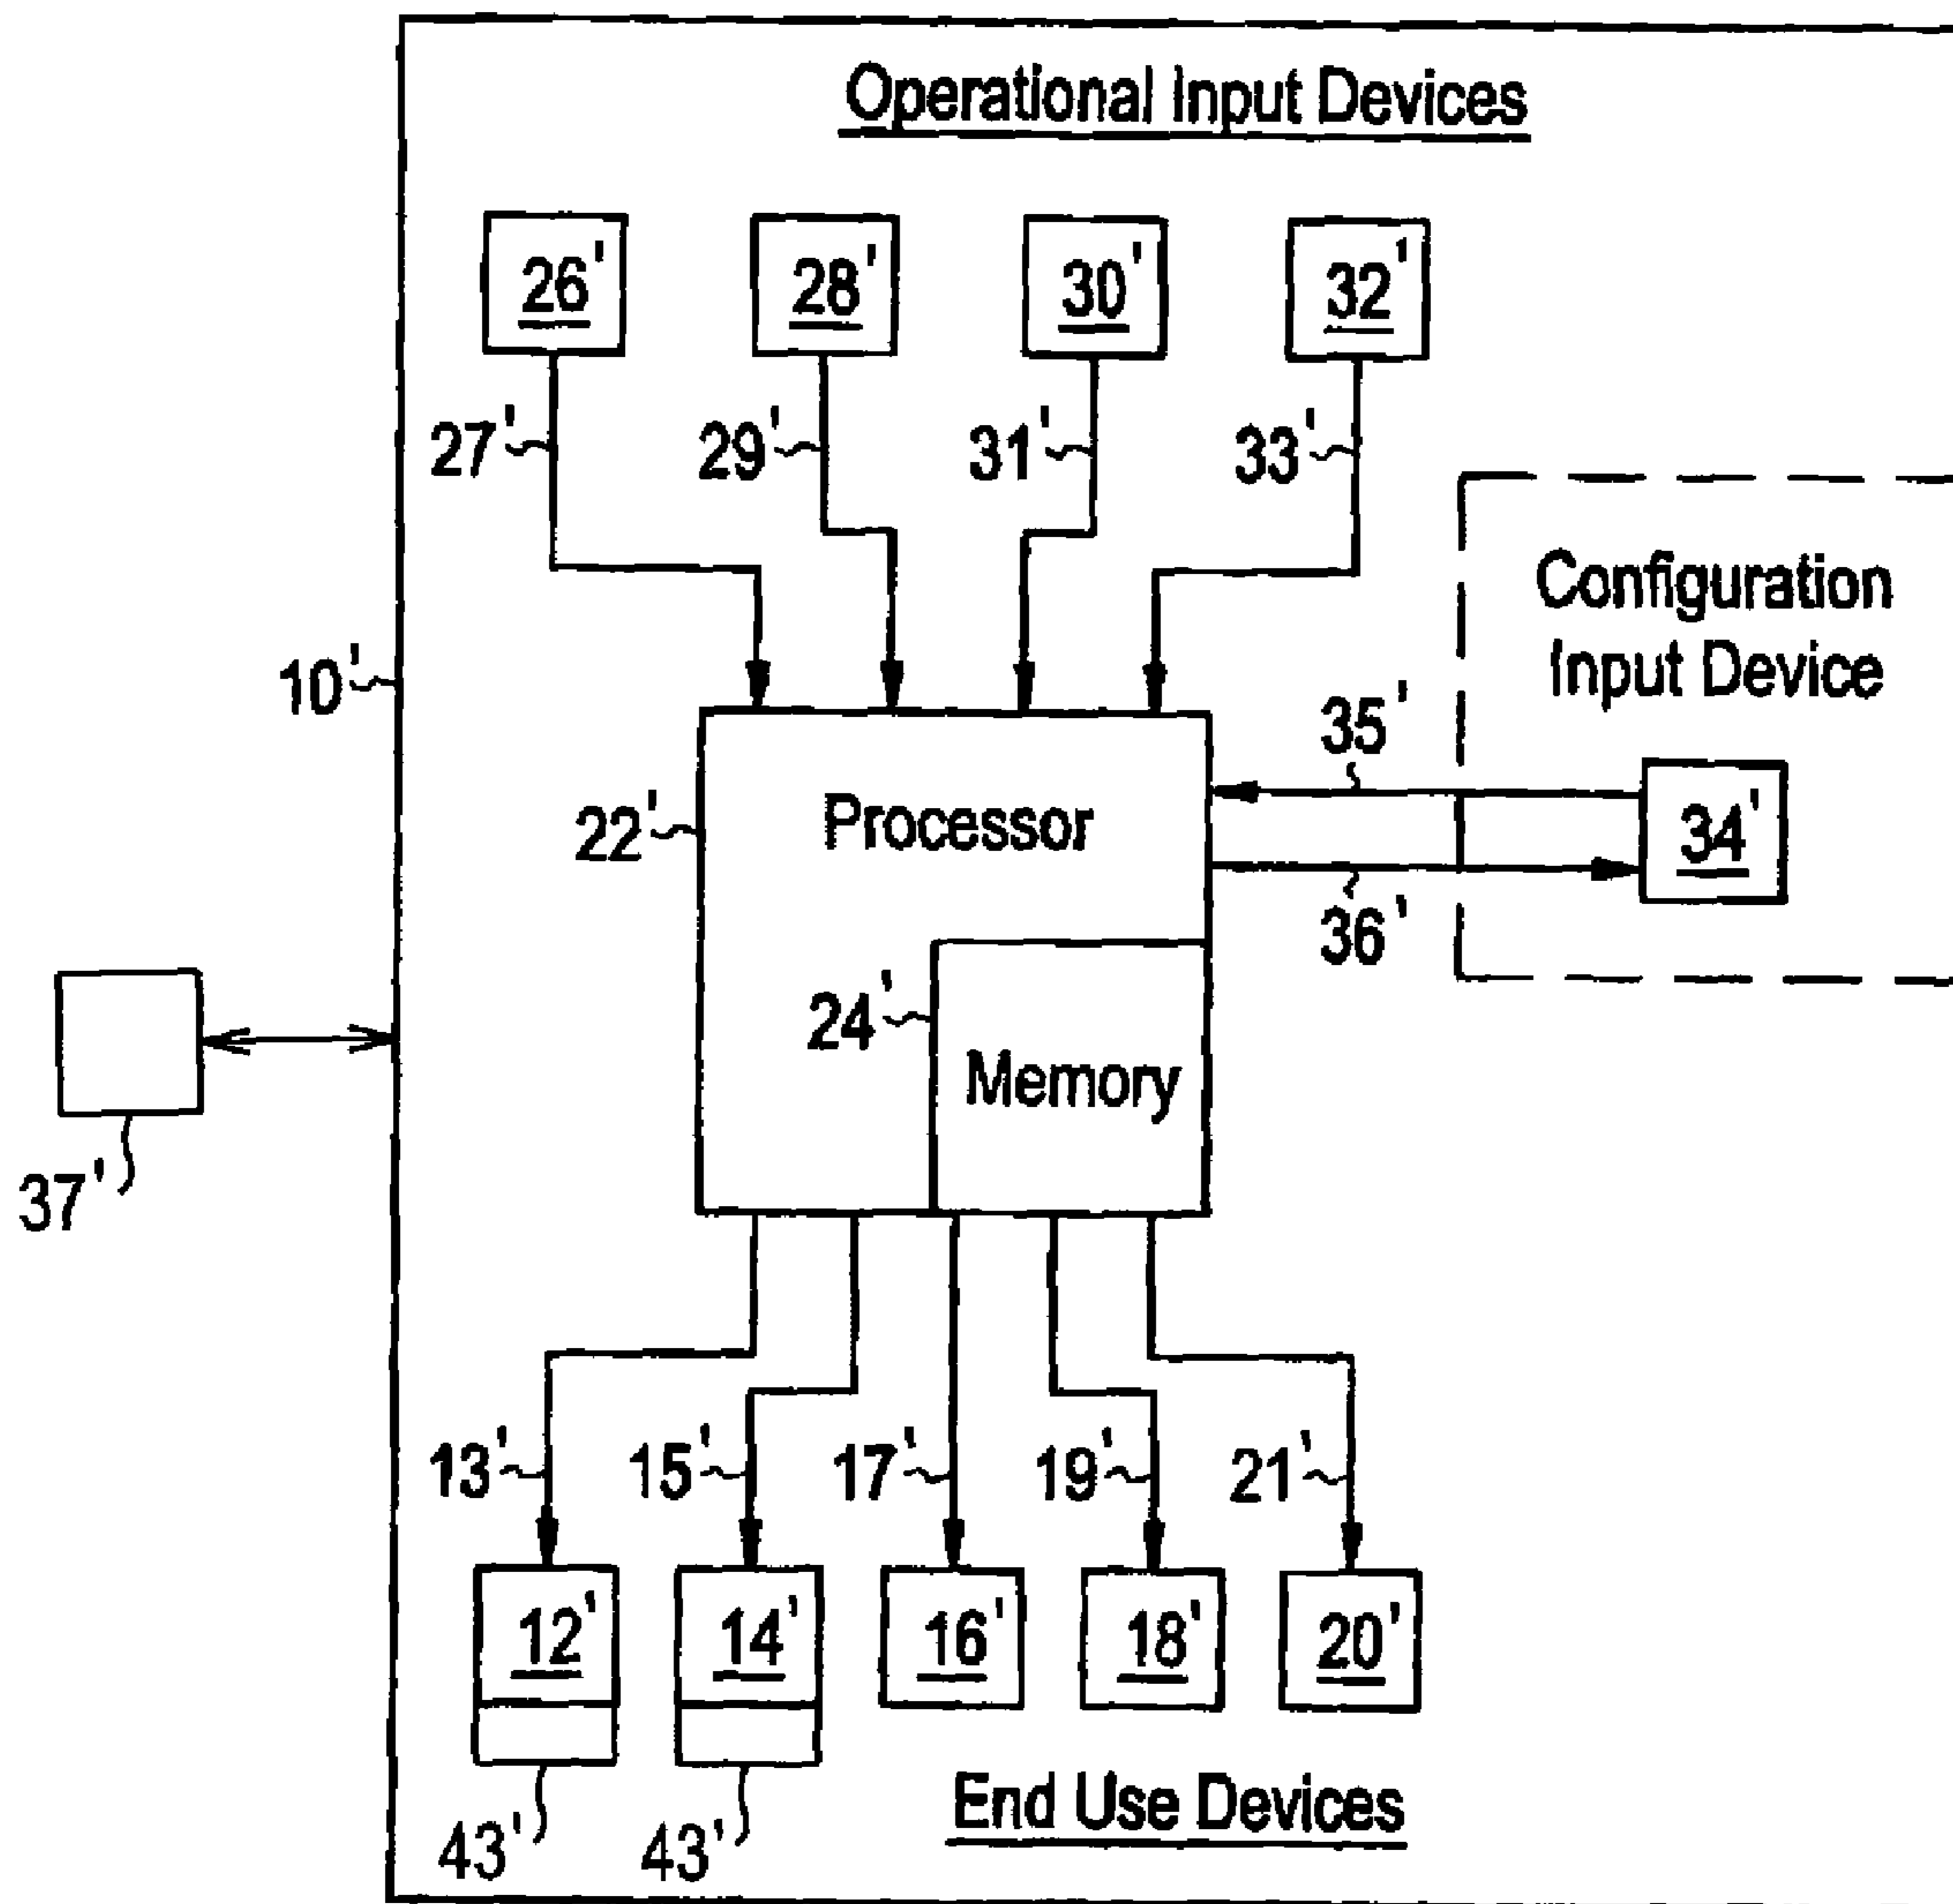 Operational Input Devices
26' 28' 30' 32'
27' 29' 31' 33'
Configuration
Input Device
10'
35'
22' Processor
34'
36'
24'
Memory
37'
13' 15' 17' 19' 21'
12' 14' 16' 18' 20'
End Use Devices
43' 43'